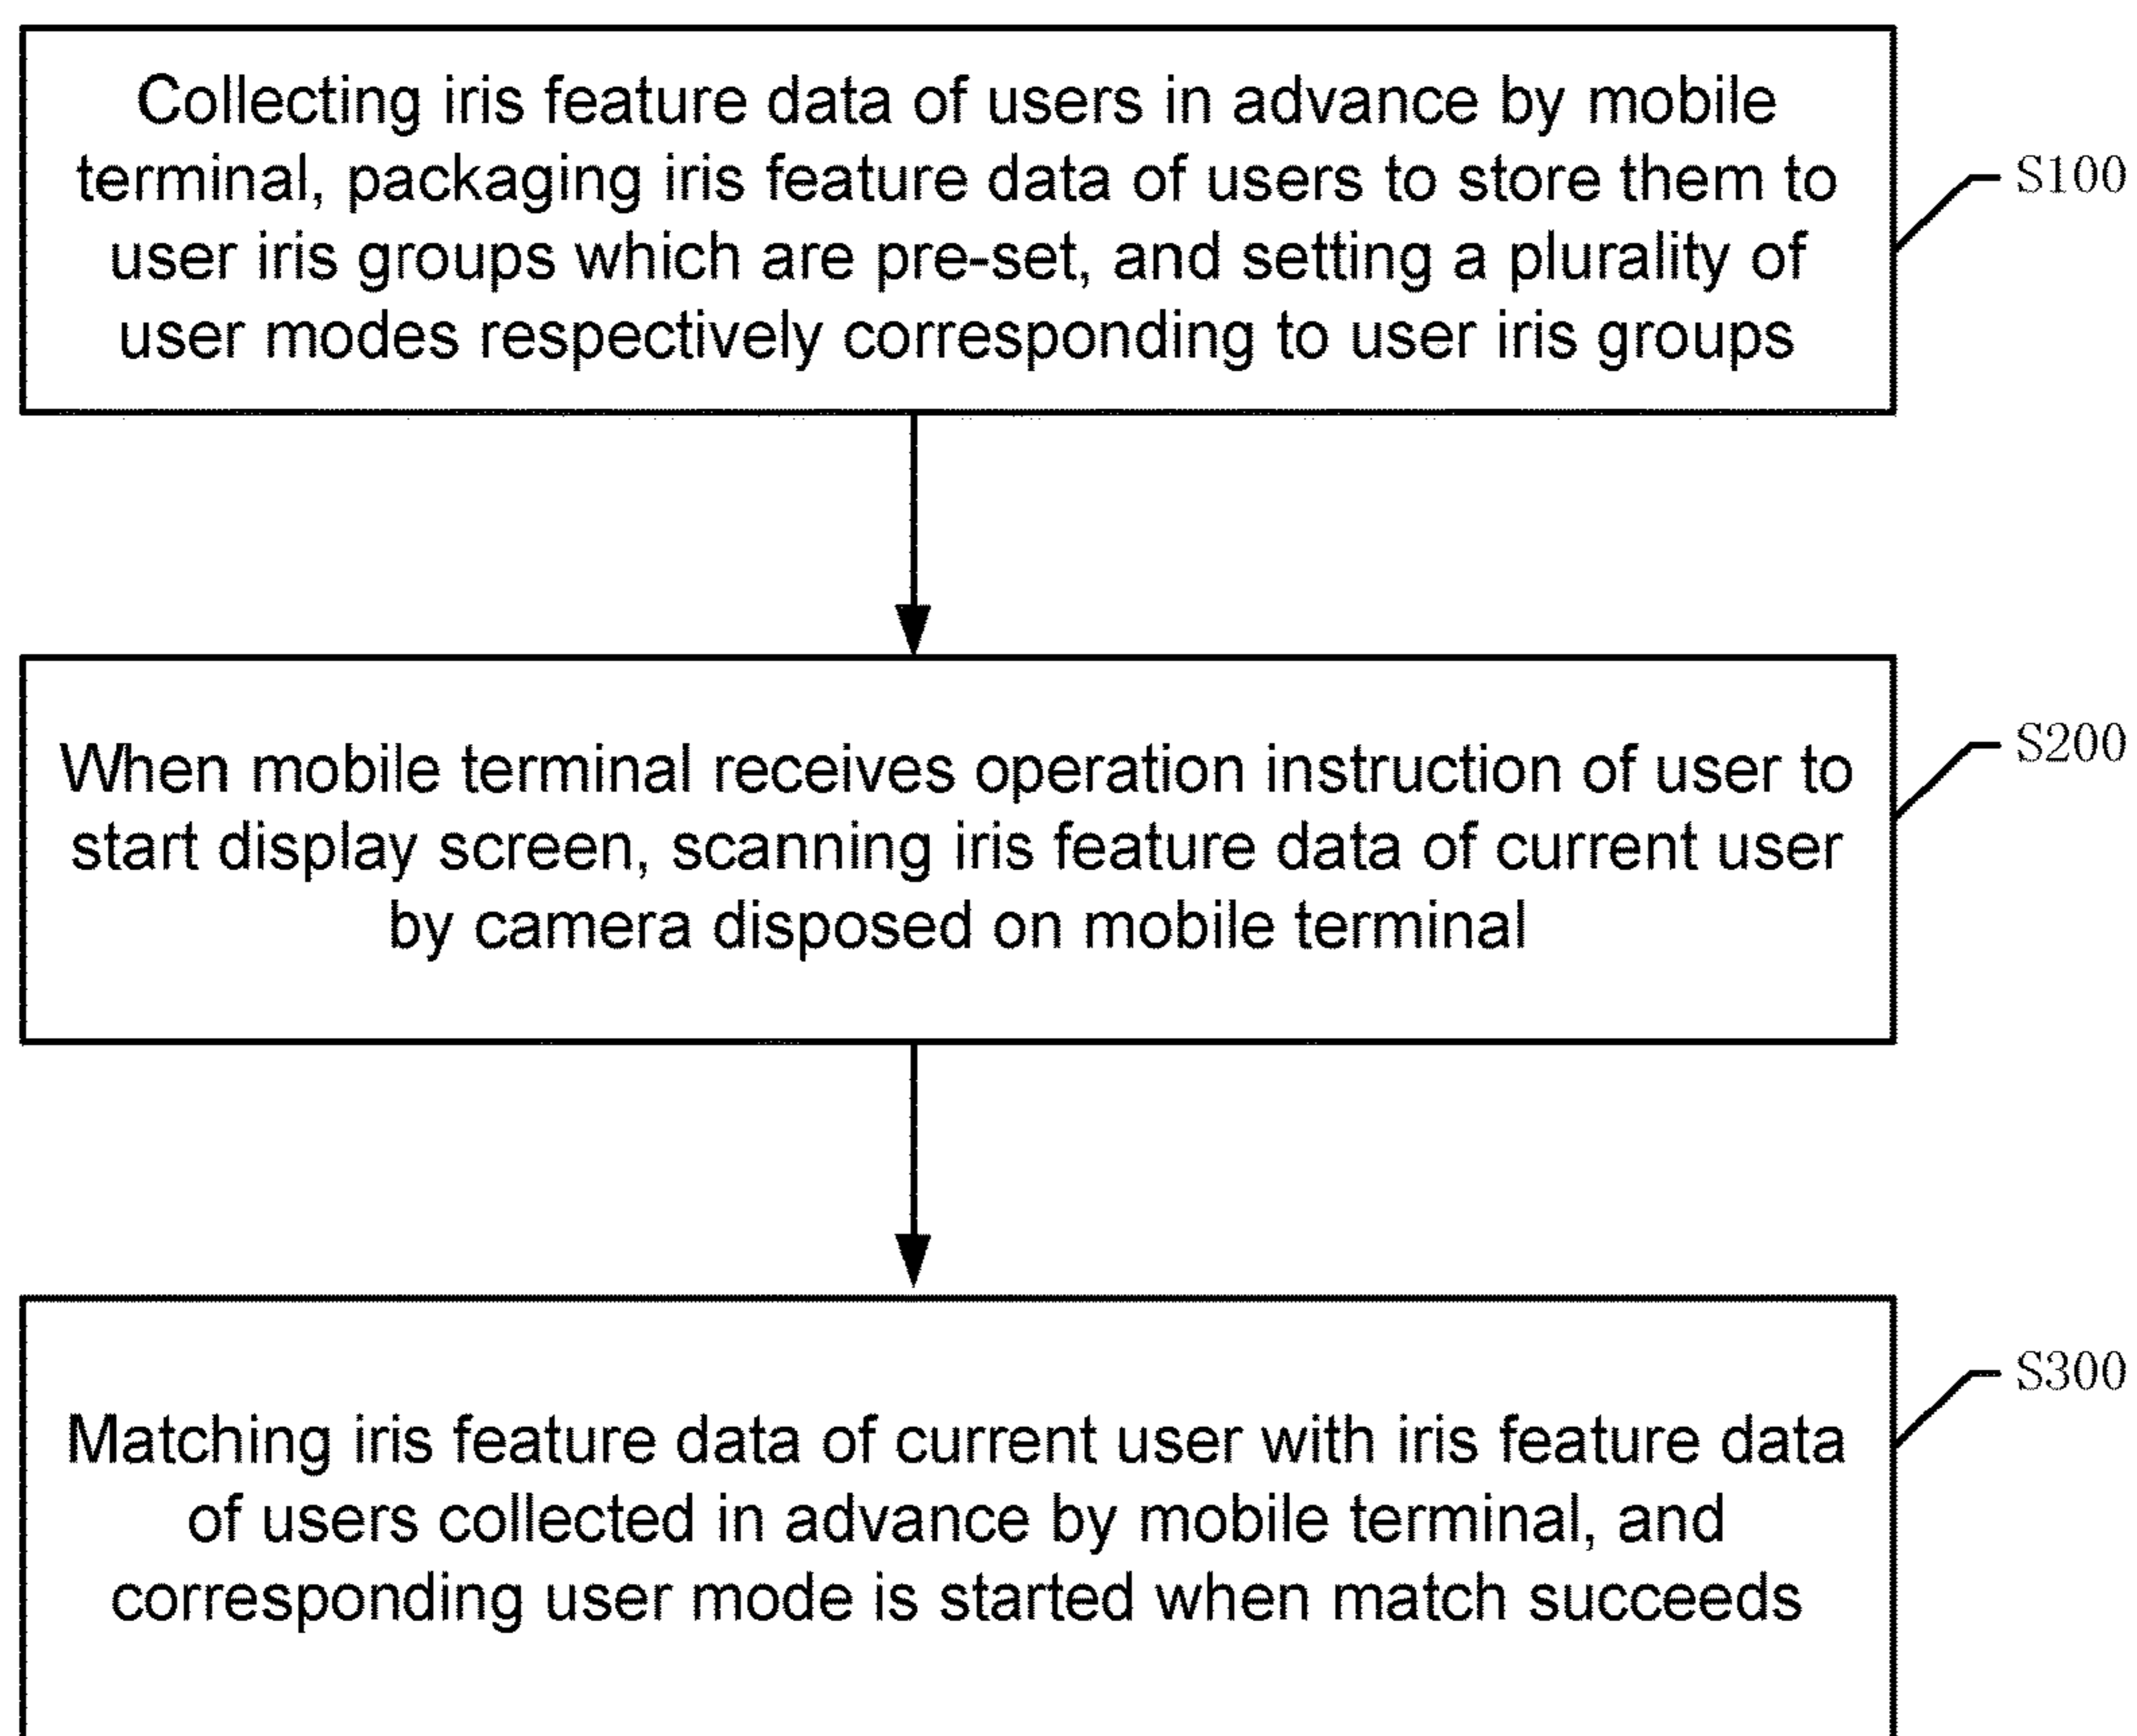 Collecting iris feature data of users in advance by mobile
terminal, packaging iris feature data of users to store them to
user iris groups which are pre-set, and setting a plurality of
user modes respectively corresponding to user iris groups
S100
When mobile terminal receives operation instruction of user to
start display screen, scanning iris feature data of current user
by camera disposed on mobile terminal
S200
Matching iris feature data of current user with iris feature data
of users collected in advance by mobile terminal, and
corresponding user mode is started when match succeeds
S300